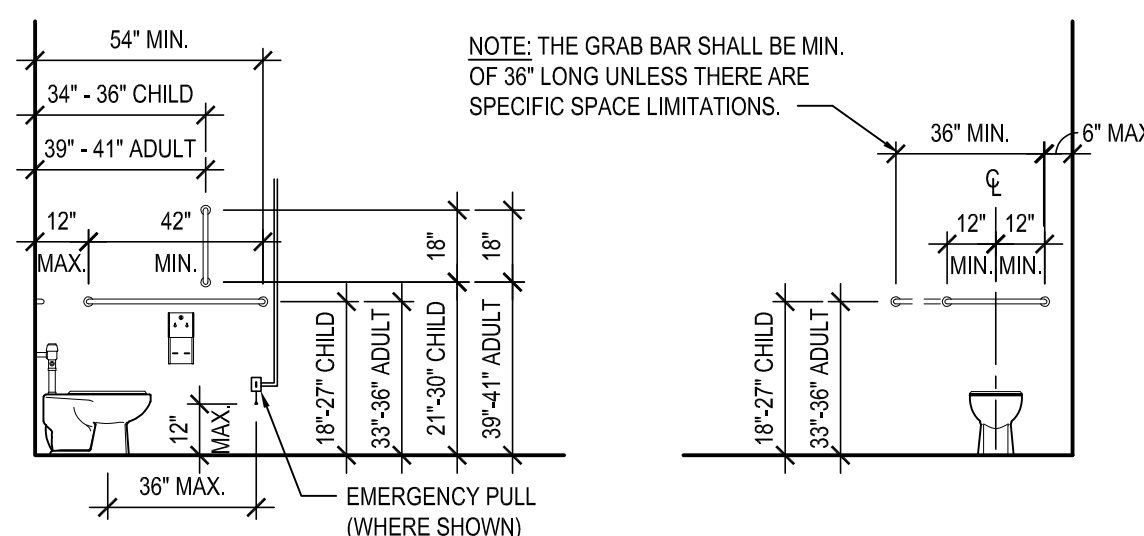 54" MIN.
34" - 36" CHILD
39" - 41" ADULT
12"
MAX.
42"
MIN.
18"
18"
18"-27" CHILD
33"-36" ADULT
21"-30" CHILD
39"-41" ADULT
12"
MAX.
36" MAX.
EMERGENCY PULL
(WHERE SHOWN)
NOTE: THE GRAB BAR SHALL BE MIN.
OF 36" LONG UNLESS THERE ARE
SPECIFIC SPACE LIMITATIONS.
36" MIN.
6" MAX
CL
12"
12"
MIN.
MIN.
18"-27" CHILD
33"-36" ADULT